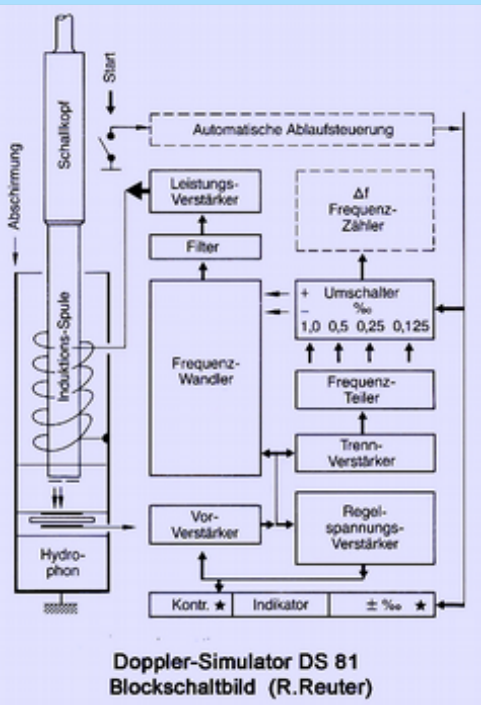 Start
Schallkopf
Abschirmung
Automatische Ablaufsteuerung
Leistungs-
Verstärker
Δf
Frequenz-
Zähler
Filter
+ Umschalter
− ‰
1,0 0,5 0,25 0,125
Induktions-Spule
Frequenz-
Wandler
Frequenz-
Teiler
Trenn-
Verstärker
Vor-
Verstärker
Regel-
spannungs-
Verstärker
Hydro-
phon
Kontr. ★ Indikator ± ‰ ★
Doppler-Simulator DS 81
Blockschaltbild (R.Reuter)